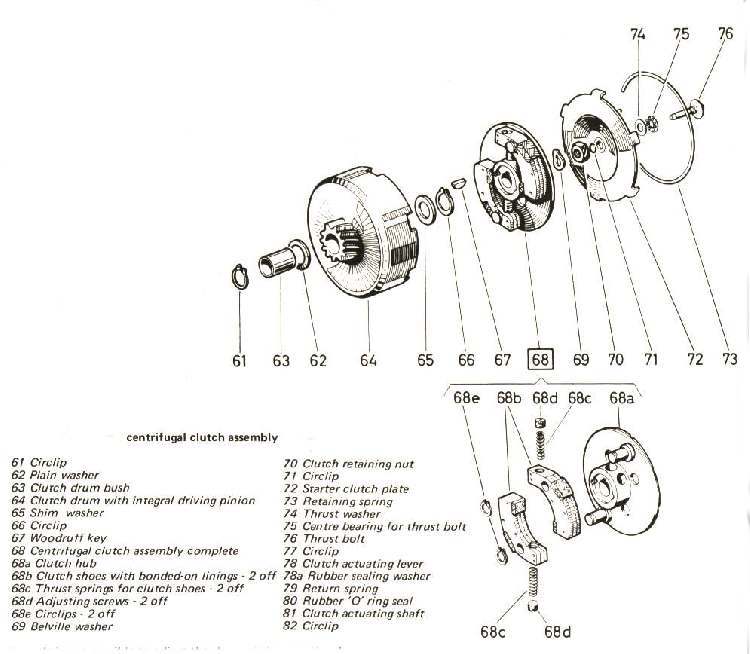 74 75 76
61 63 62 64 65 66 67 68 69 70 71 72 73
68e 68b 68d 68c 68a
centrifugal clutch assembly
61 Circlip
62 Plain washer
63 Clutch drum bush
64 Clutch drum with integral driving pinion
65 Shim washer
66 Circlip
67 Woodruff key
68 Centrifugal clutch assembly complete
68a Clutch hub
68b Clutch shoes with bonded-on linings - 2 off
68c Thrust springs for clutch shoes - 2 off
68d Adjusting screws - 2 off
68e Circlips - 2 off
69 Belville washer
70 Clutch retaining nut
71 Circlip
72 Starter clutch plate
73 Retaining spring
74 Thrust washer
75 Centre bearing for thrust bolt
76 Thrust bolt
77 Circlip
78 Clutch actuating lever
78a Rubber sealing washer
79 Return spring
80 Rubber 'O' ring seal
81 Clutch actuating shaft
82 Circlip
68c 68d